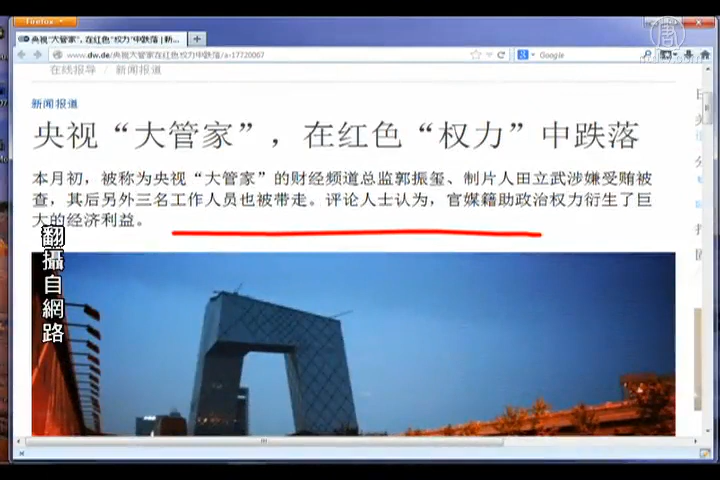 Firefox
央视"大管家"，在红色"权力"中跌落 | 新...
www.dw.de/央视大管家在红色权力中跌落/a-17720067
Google
在线报导 / 新闻报道
新闻报道
央视“大管家”，在红色“权力”中跌落
本月初，被称为央视“大管家”的财经频道总监郭振玺、制片人田立武涉嫌受贿被
查，其后另外三名工作人员也被带走。评论人士认为，官媒籍助政治权力衍生了巨
大的经济利益。
翻攝自網路